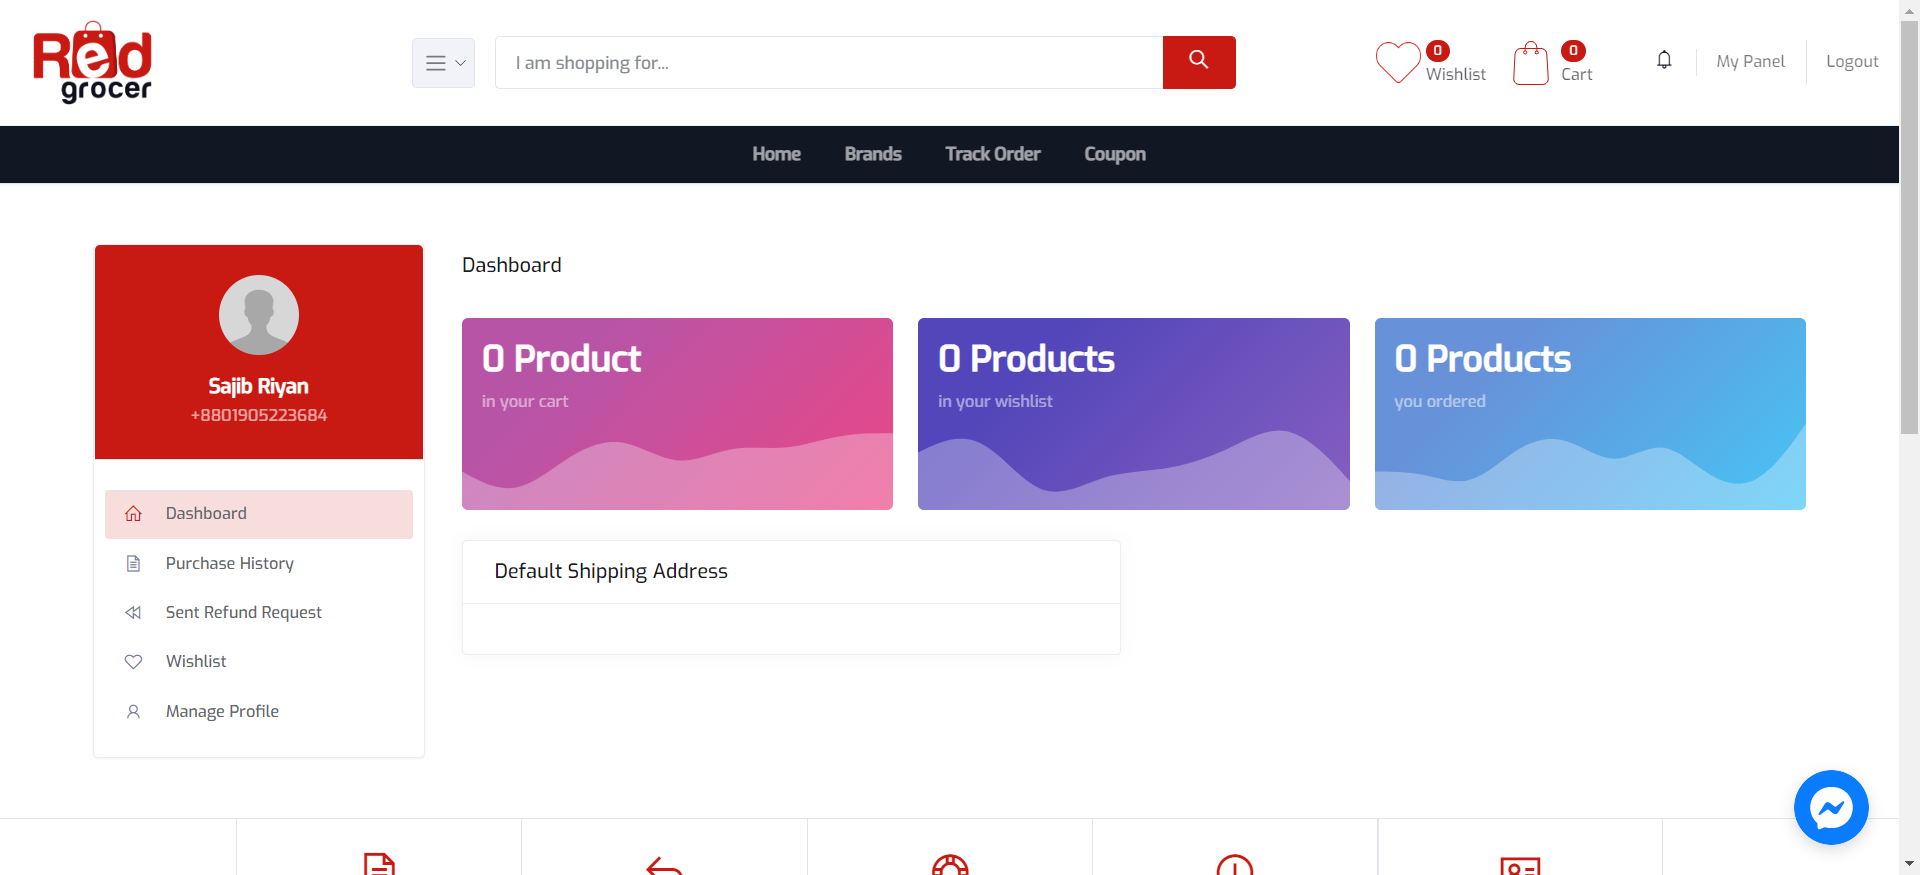 Red
grocer
I am shopping for...
0
Wishlist
0
Cart
My Panel
Logout
Home
Brands
Track Order
Coupon
Sajib Riyan
+8801905223684
Dashboard
Purchase History
Sent Refund Request
Wishlist
Manage Profile
Dashboard
0 Product
in your cart
0 Products
in your wishlist
0 Products
you ordered
Default Shipping Address